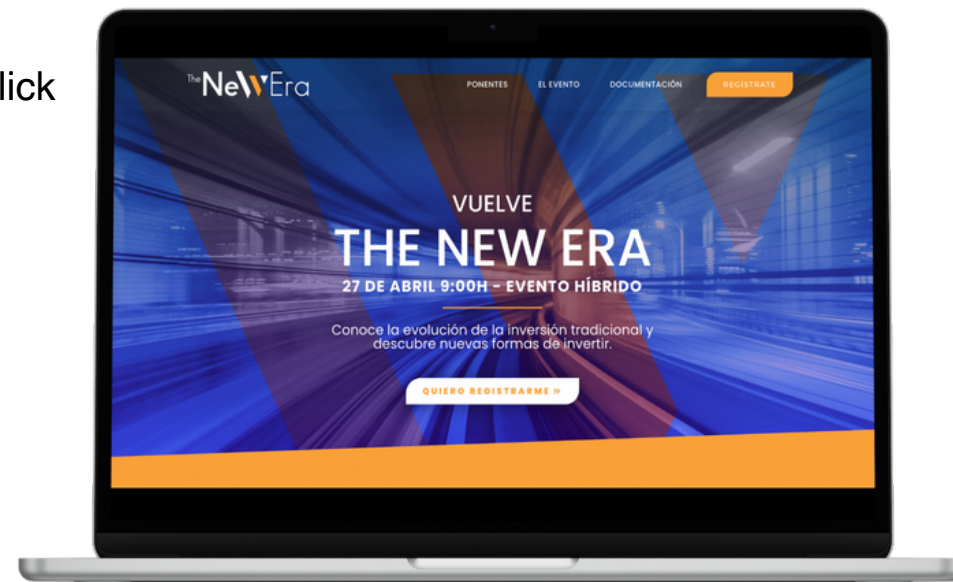 lick
The NeWEra
PONENTES EL EVENTO DOCUMENTACIÓN REGÍSTRATE
VUELVE
THE NEW ERA
27 DE ABRIL 9:00H - EVENTO HÍBRIDO
Conoce la evolución de la inversión tradicional y
descubre nuevas formas de invertir.
QUIERO REGISTRARME »